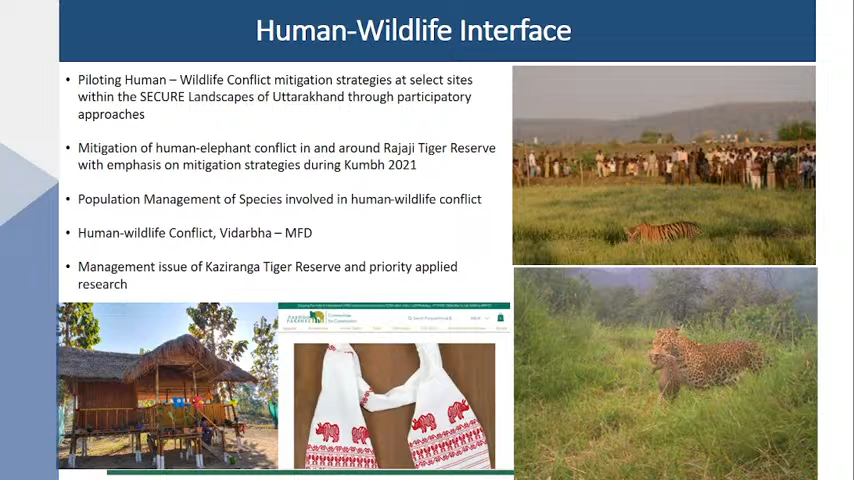 Human-Wildlife Interface
• Piloting Human – Wildlife Conflict mitigation strategies at select sites
within the SECURE Landscapes of Uttarakhand through participatory
approaches
• Mitigation of human-elephant conflict in and around Rajaji Tiger Reserve
with emphasis on mitigation strategies during Kumbh 2021
• Population Management of Species involved in human-wildlife conflict
• Human-wildlife Conflict, Vidarbha – MFD
• Management issue of Kaziranga Tiger Reserve and priority applied
research
Communities
for Conservation